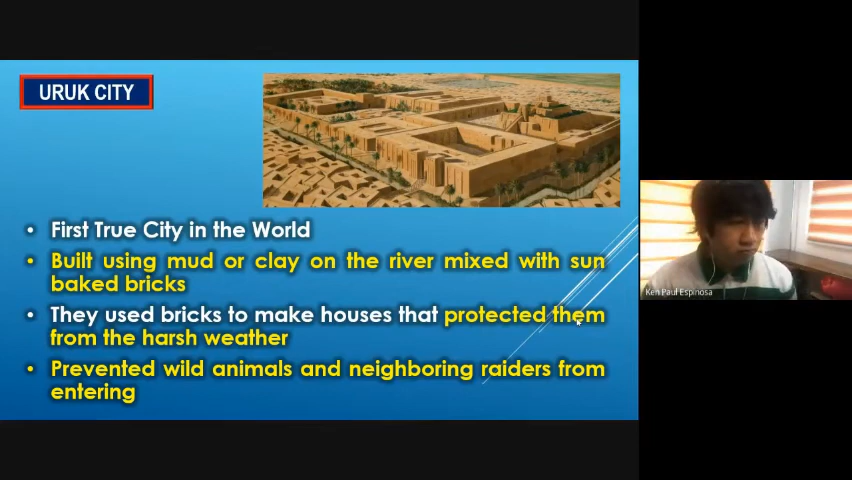 URUK CITY
• First True City in the World
• Built using mud or clay on the river mixed with sun
baked bricks
• They used bricks to make houses that protected them
from the harsh weather
• Prevented wild animals and neighboring raiders from
entering
Ken Paul Espinosa